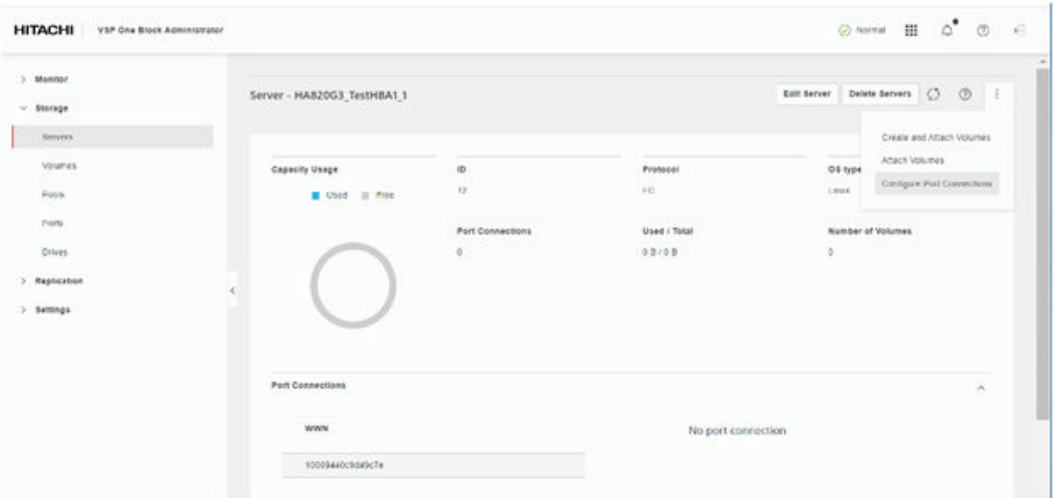 HITACHI VSP One Block Administrator
Normal
Monitor
Storage
Servers
Volumes
Pools
Ports
Drives
Replication
Settings
Server - HA820G3_TestHBA1_1
Edit Server
Delete Servers
Create and Attach Volumes
Attach Volumes
Configure Port Connections
Capacity Usage
Used
Free
ID
12
Protocol
FC
OS type
Linux
Port Connections
0
Used / Total
0 B / 0 B
Number of Volumes
0
Port Connections
WWN
No port connection